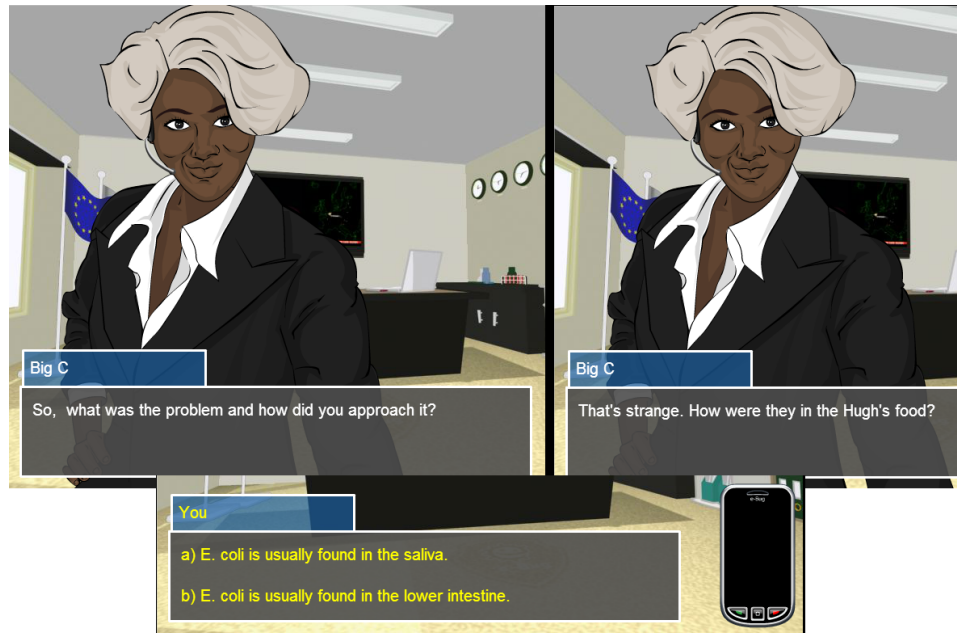 Big C
So, what was the problem and how did you approach it?
Big C
That's strange. How were they in the Hugh's food?
You
a) E. coli is usually found in the saliva.
b) E. coli is usually found in the lower intestine.
e-Bug